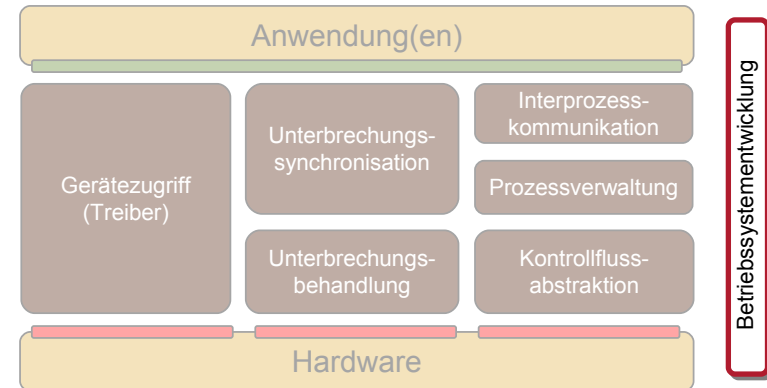 Anwendung(en)
Gerätezugriff
(Treiber)
Unterbrechungs-
synchronisation
Unterbrechungs-
behandlung
Interprozess-
kommunikation
Prozessverwaltung
Kontrollfluss-
abstraktion
Hardware
Betriebssystementwicklung